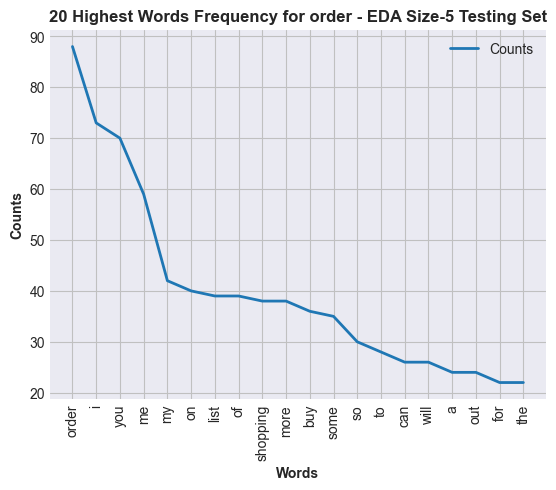 20 Highest Words Frequency for order - EDA Size-5 Testing Set
Counts
90
80
70
60
50
40
30
20
Counts
order
i
you
me
my
on
list
of
shopping
more
buy
some
so
to
can
will
a
out
for
the
Words